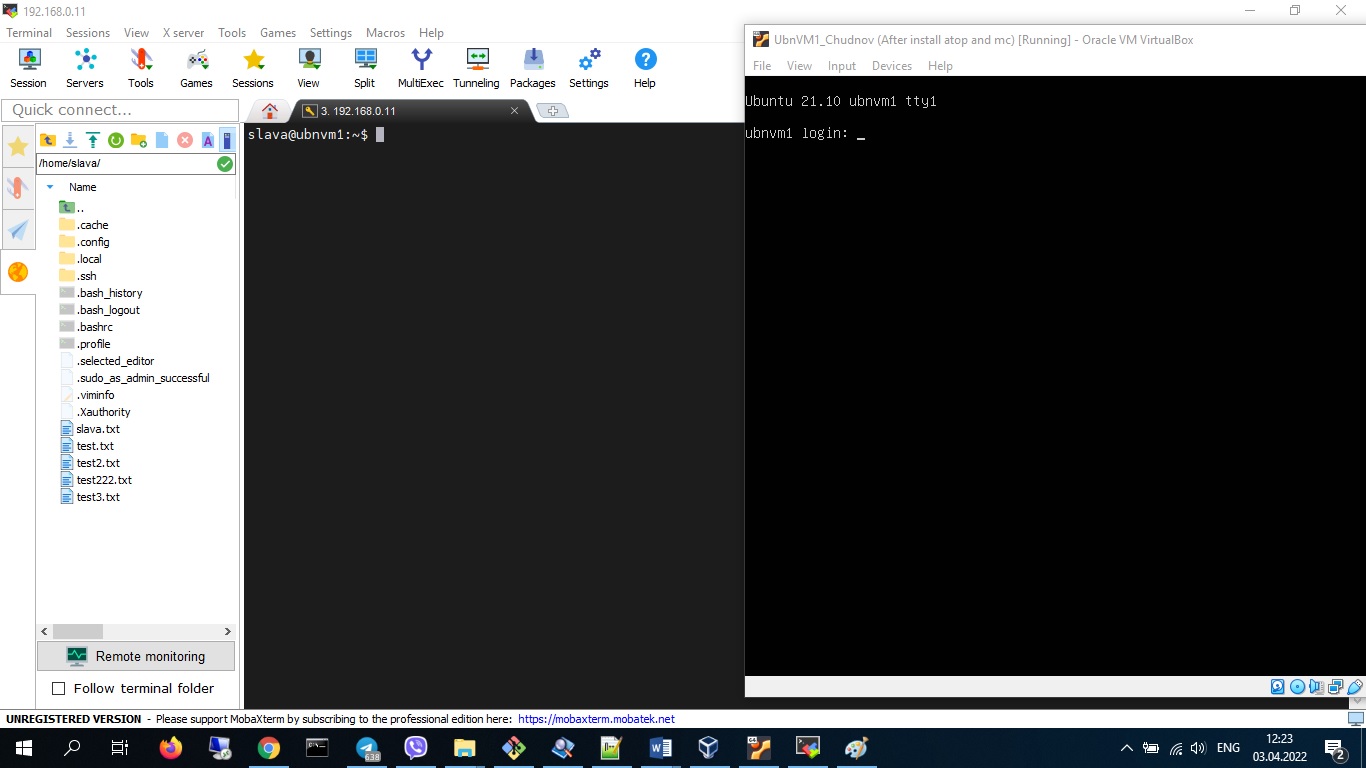 192.168.0.11
Terminal Sessions View X server Tools Games Settings Macros Help
Session Servers Tools Games Sessions View Split MultiExec Tunneling Packages Settings Help
Quick connect...
3. 192.168.0.11
/home/slava/
Name
..
.cache
.config
.local
.ssh
.bash_history
.bash_logout
.bashrc
.profile
.selected_editor
.sudo_as_admin_successful
.viminfo
.Xauthority
slava.txt
test.txt
test2.txt
test222.txt
test3.txt
Remote monitoring
Follow terminal folder
slava@ubnvm1:~$
UbnVM1_Chudnov (After install atop and mc) [Running] - Oracle VM VirtualBox
File View Input Devices Help
Ubuntu 21.10 ubnvm1 tty1
ubnvm1 login: _
UNREGISTERED VERSION - Please support MobaXterm by subscribing to the professional edition here: https://mobaxterm.mobatek.net
638
ENG
12:23
03.04.2022
2